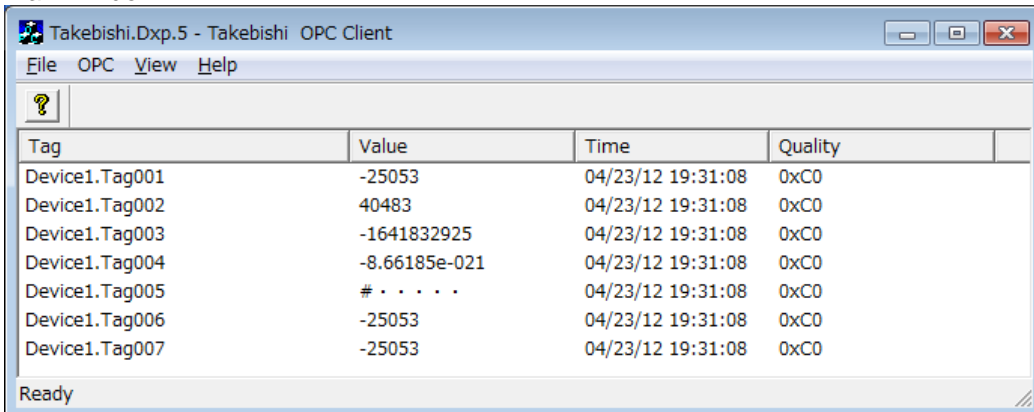 Takebishi.Dxp.5 - Takebishi OPC Client
File OPC View Help
Tag Value Time Quality
Device1.Tag001 -25053 04/23/12 19:31:08 0xC0
Device1.Tag002 40483 04/23/12 19:31:08 0xC0
Device1.Tag003 -1641832925 04/23/12 19:31:08 0xC0
Device1.Tag004 -8.66185e-021 04/23/12 19:31:08 0xC0
Device1.Tag005 #・・・・・ 04/23/12 19:31:08 0xC0
Device1.Tag006 -25053 04/23/12 19:31:08 0xC0
Device1.Tag007 -25053 04/23/12 19:31:08 0xC0
Ready